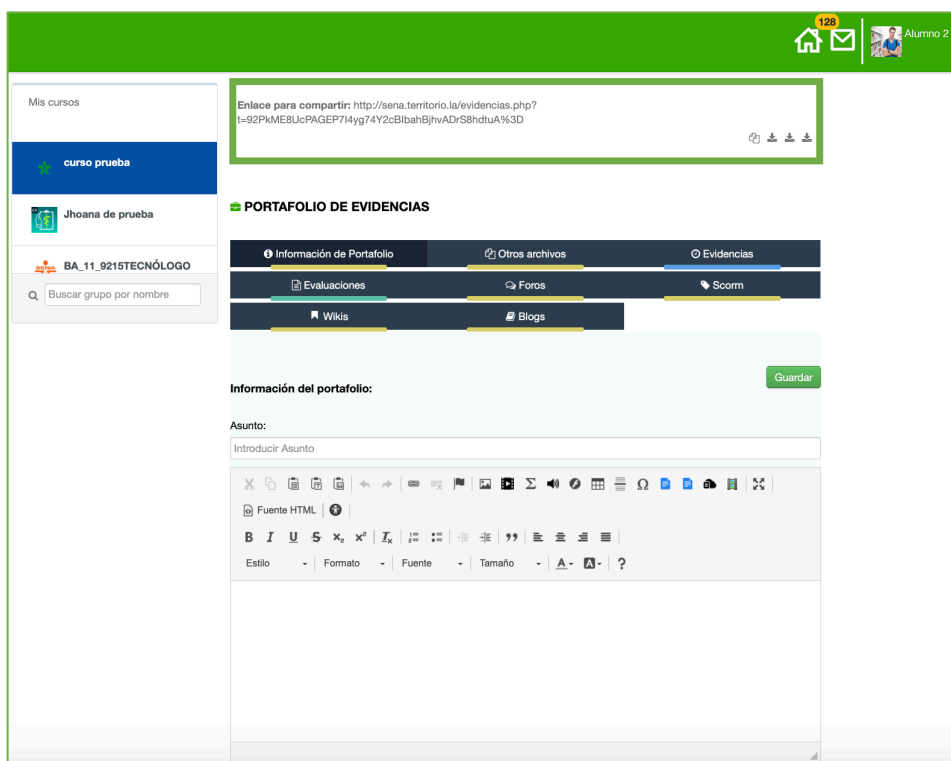 128
Alumno 2
Mis cursos
curso prueba
Jhoana de prueba
SENA
BA_11_9215TECNÓLOGO
Buscar grupo por nombre
Enlace para compartir: http://sena.territorio.la/evidencias.php?
t=92PkME8UcPAGEP7I4yg74Y2cBIbahBjhvADrS8hdtuA%3D
PORTAFOLIO DE EVIDENCIAS
Información de Portafolio
Otros archivos
Evidencias
Evaluaciones
Foros
Scorm
Wikis
Blogs
Guardar
Información del portafolio:
Asunto:
Introducir Asunto
Fuente HTML
Estilo Formato Fuente Tamaño